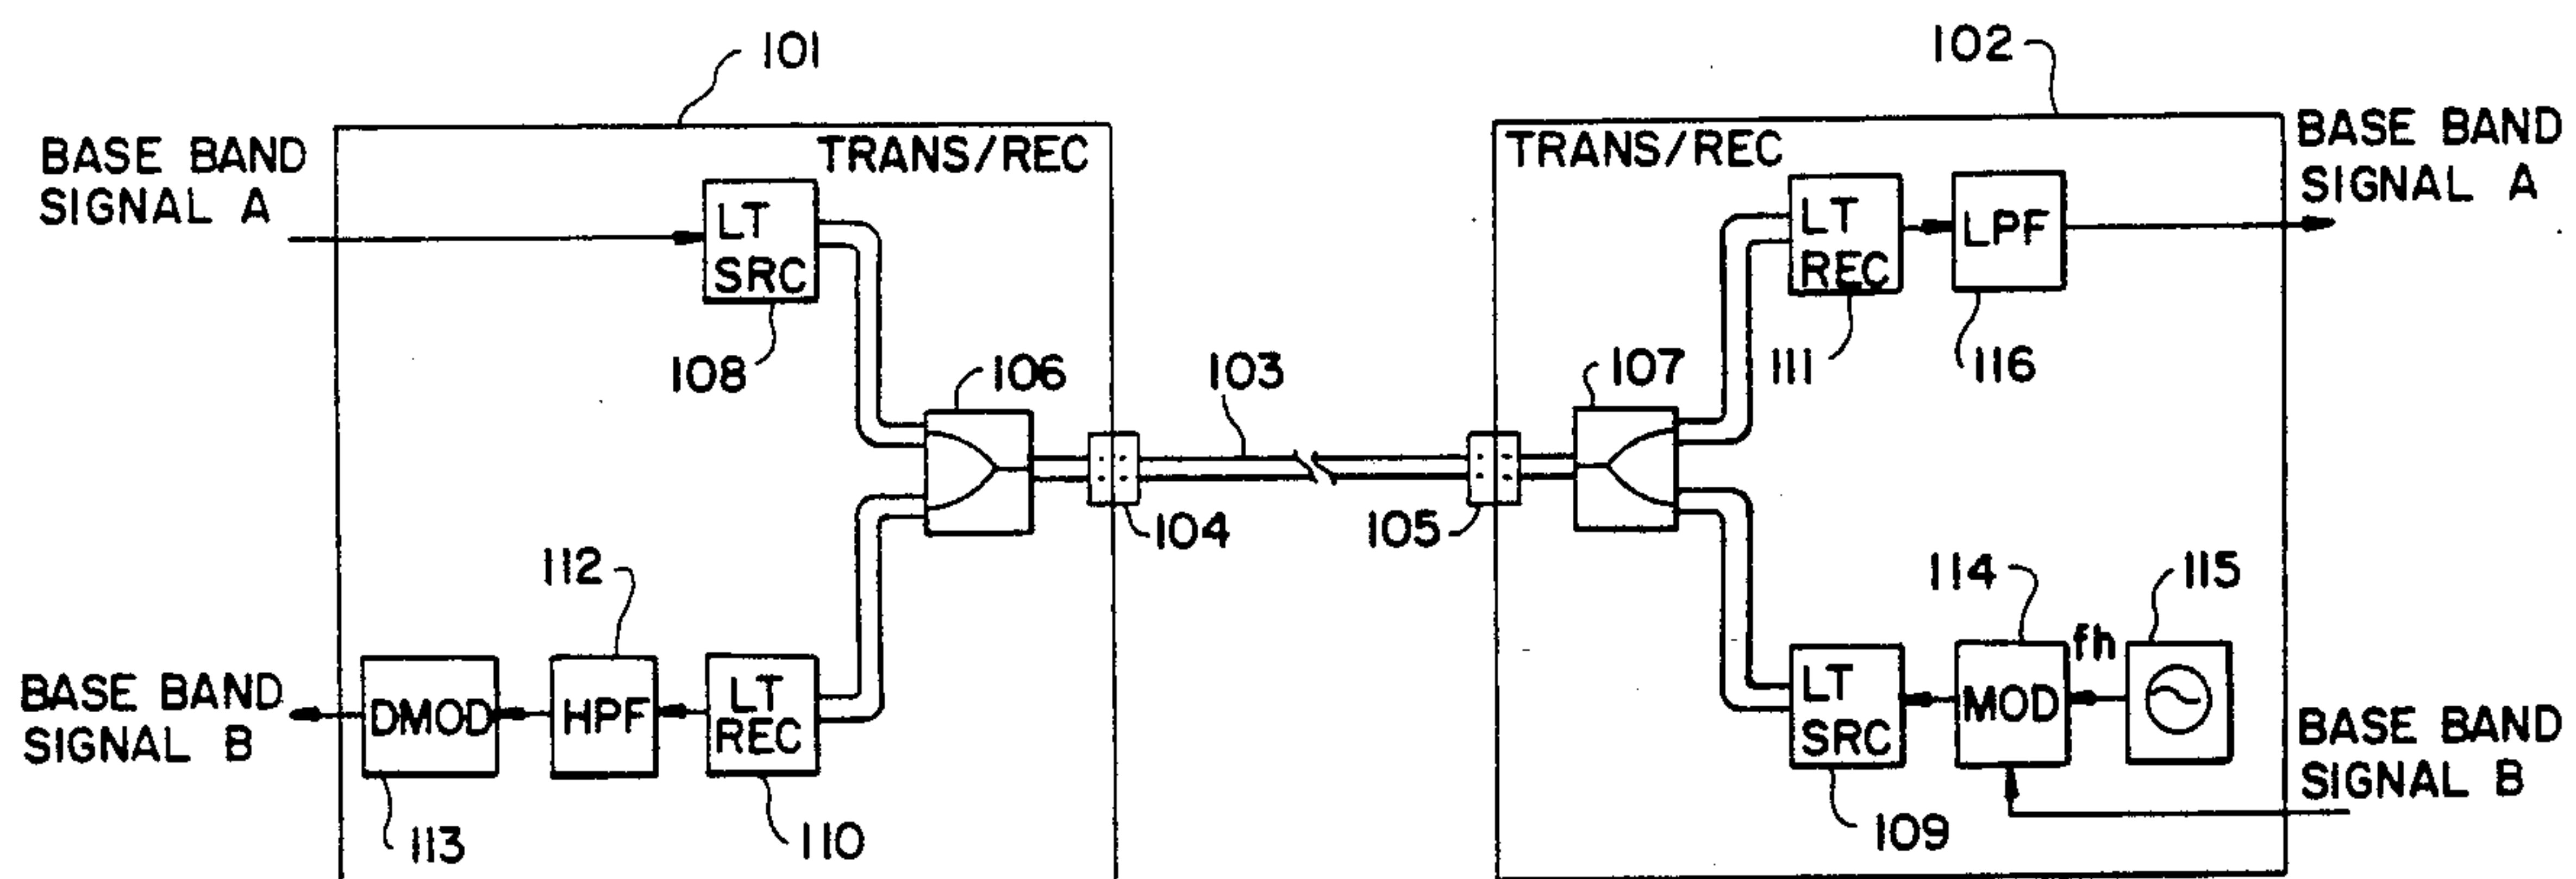 101
102
BASE BAND
SIGNAL A
TRANS/REC
TRANS/REC
BASE BAND
SIGNAL A
LT
SRC
LT
REC
LPF
108
106
103
107
111
116
104
105
112
114
fh
115
BASE BAND
SIGNAL B
DMOD
HPF
LT
REC
LT
SRC
MOD
BASE BAND
SIGNAL B
113
110
109